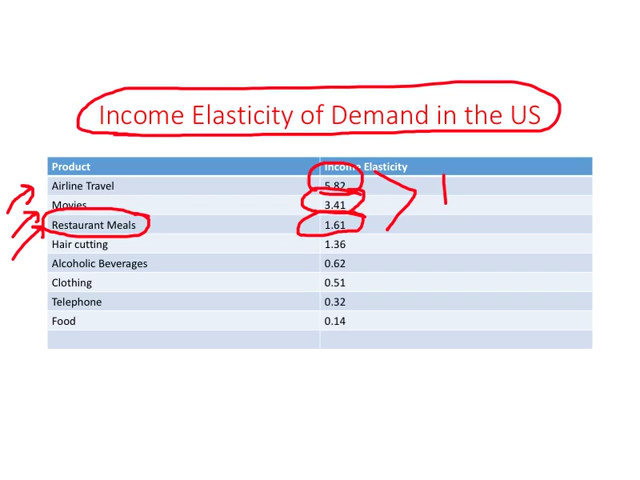 Income Elasticity of Demand in the US
Product Income Elasticity
Airline Travel 5.82 > 1
Movies 3.41
Restaurant Meals 1.61
Hair cutting 1.36
Alcoholic Beverages 0.62
Clothing 0.51
Telephone 0.32
Food 0.14